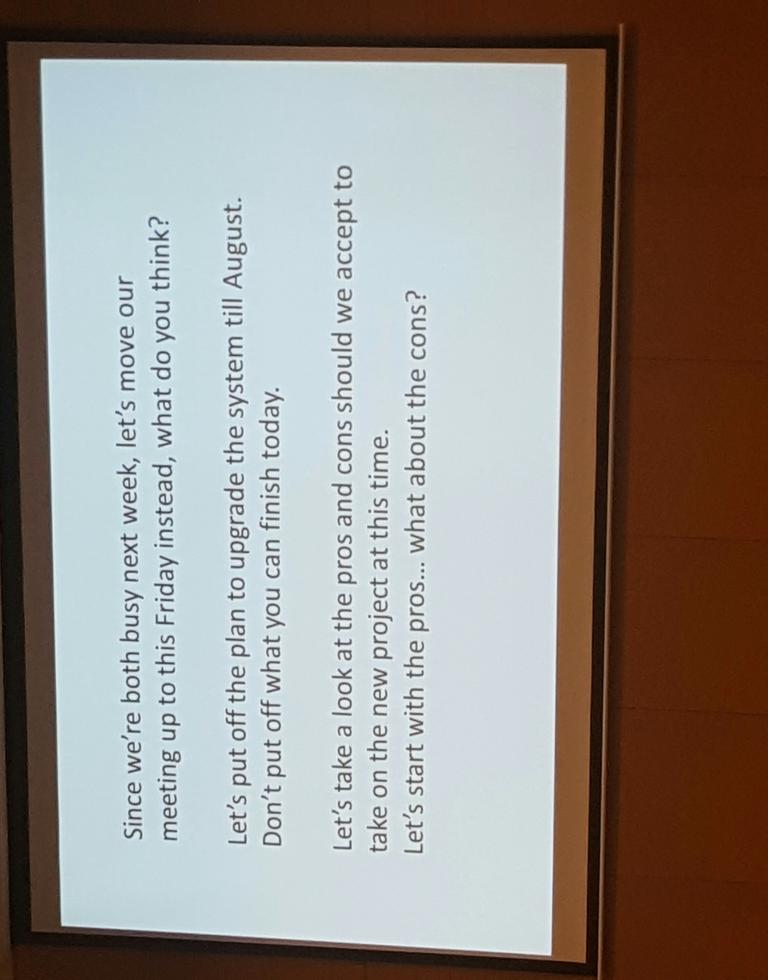 Since we're both busy next week, let's move our
meeting up to this Friday instead, what do you think?
Let's put off the plan to upgrade the system till August.
Don't put off what you can finish today.
Let's take a look at the pros and cons should we accept to
take on the new project at this time.
Let's start with the pros... what about the cons?